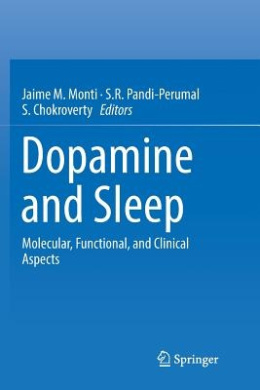 Jaime M. Monti · S.R. Pandi-Perumal
S. Chokroverty Editors
Dopamine
and Sleep
Molecular, Functional, and Clinical
Aspects
Springer